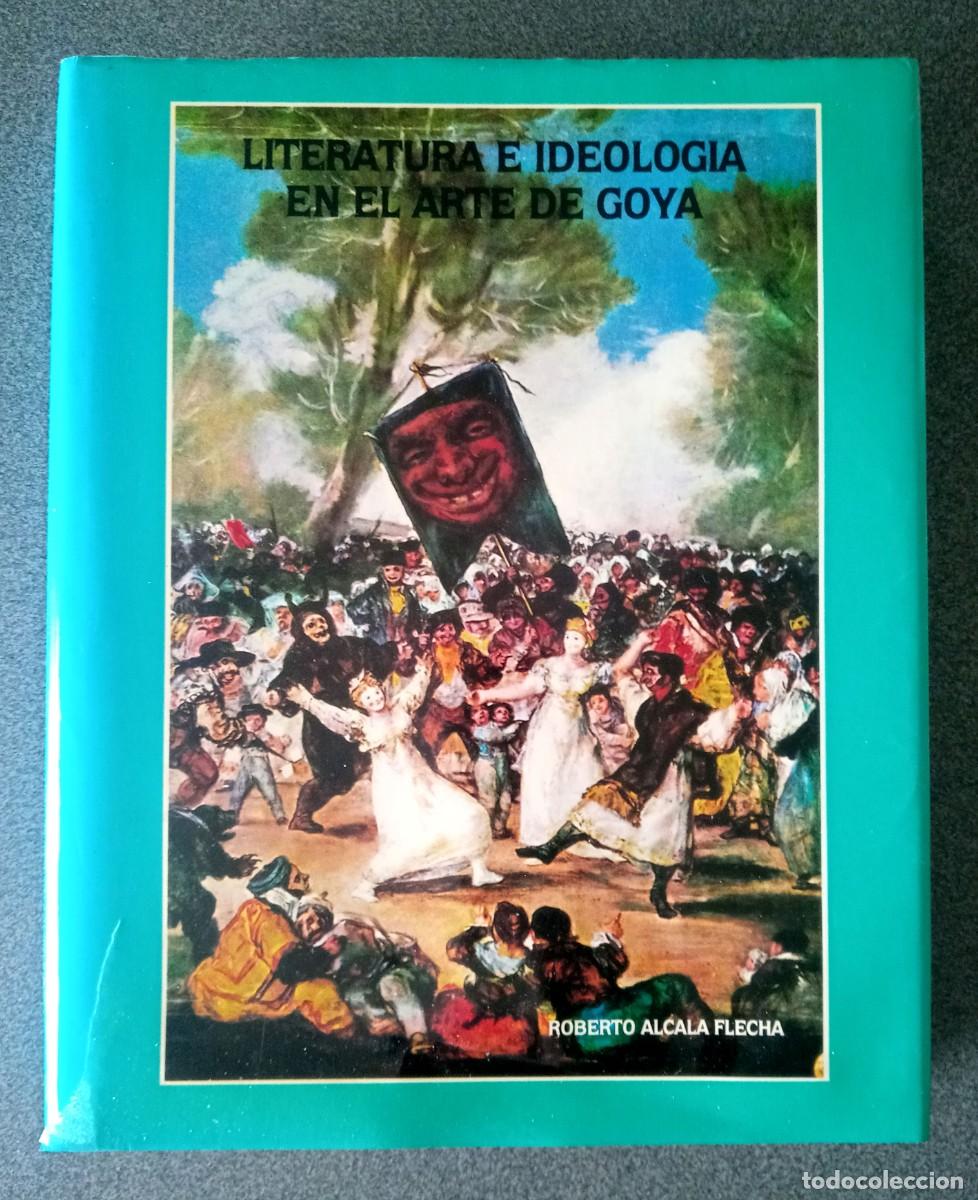 LITERATURA E IDEOLOGIA
EN EL ARTE DE GOYA
ROBERTO ALCALA FLECHA
todocoleccion